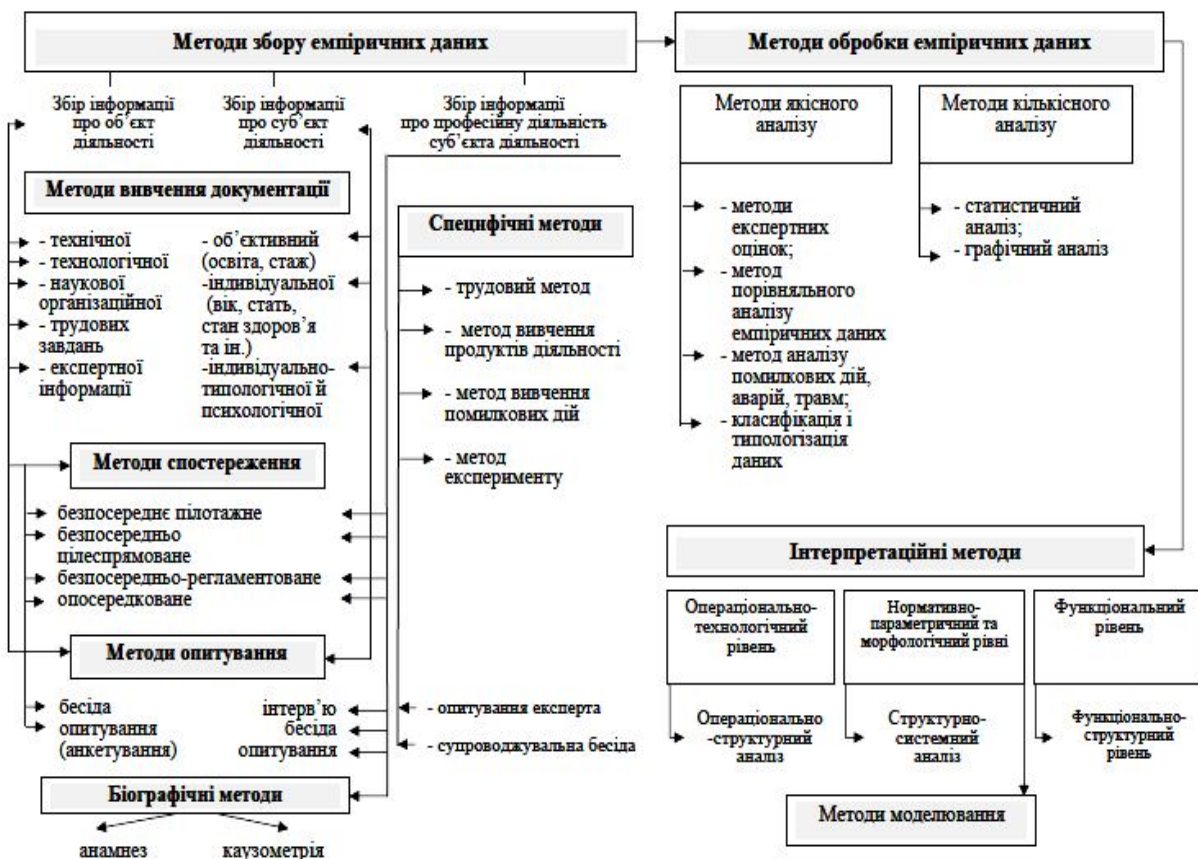 Методи збору емпіричних даних
Методи обробки емпіричних даних
Збір інформації
про об’єкт
діяльності
Збір інформації
про суб’єкт
діяльності
Збір інформації
про професійну діяльність
суб’єкта діяльності
Методи якісного
аналізу
Методи кількісного
аналізу
Методи вивчення документації
- технічної
- технологічної
- наукової
організаційної
- трудових
завдань
- експертної
інформації
- об’єктивний
(освіта, стаж)
-індивідуальної
(вік, стать,
стан здоров’я
та ін.)
-індивідуально-
типологічної й
психологічної
Специфічні методи
- трудовий метод
- метод вивчення
продуктів діяльності
- метод вивчення
помилкових дій
- метод
експерименту
- методи
експертних
оцінок;
- метод
порівняльного
аналізу
емпіричних даних
- метод аналізу
помилкових дій,
аварій, травм;
- класифікація і
типологізація
даних
- статистичний
аналіз;
- графічний аналіз
Методи спостереження
безпосереднє пілотажне
безпосередньо
цілеспрямоване
безпосередньо-регламентоване
опосередковане
Методи опитування
бесіда
опитування
(анкетування)
інтерв’ю
бесіда
опитування
- опитування експерта
- супроводжувальна бесіда
Біографічні методи
анамнез
каузометрія
Інтерпретаційні методи
Операціонально-
технологічний
рівень
Нормативно-
параметричний та
морфологічний рівні
Функціональний
рівень
Операціонально
-структурний
аналіз
Структурно-
системний
аналіз
Функціонально-
структурний
рівень
Методи моделювання